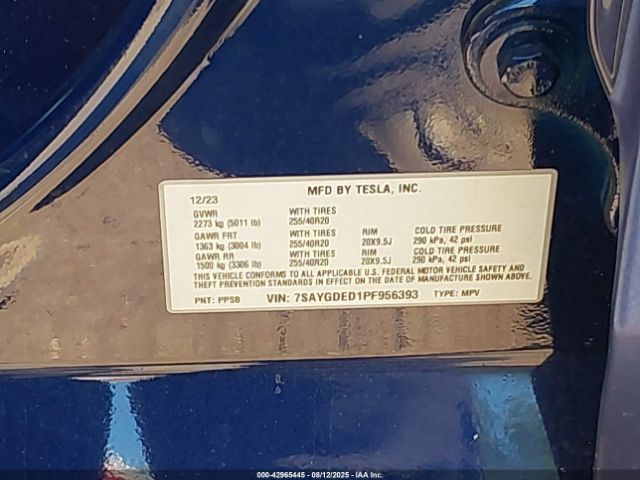 MFD BY TESLA, INC.
12/23
GVWR WITH TIRES
2273 kg (5011 lb) 255/40R20
GAWR FRT WITH TIRES RIM COLD TIRE PRESSURE
1363 kg (3004 lb) 255/40R20 20X9.5J 290 kPa, 42 psi
GAWR RR WITH TIRES RIM COLD TIRE PRESSURE
1500 kg (3306 lb) 255/40R20 20X9.5J 290 kPa, 42 psi
THIS VEHICLE CONFORMS TO ALL APPLICABLE U.S. FEDERAL MOTOR VEHICLE SAFETY AND
THEFT PREVENTION STANDARDS IN EFFECT ON THE DATE OF MANUFACTURE SHOWN ABOVE.
PNT: PPSB VIN: 7SAYGDED1PF956393 TYPE: MPV
000-42965445 - 08/12/2025 - IAA Inc.